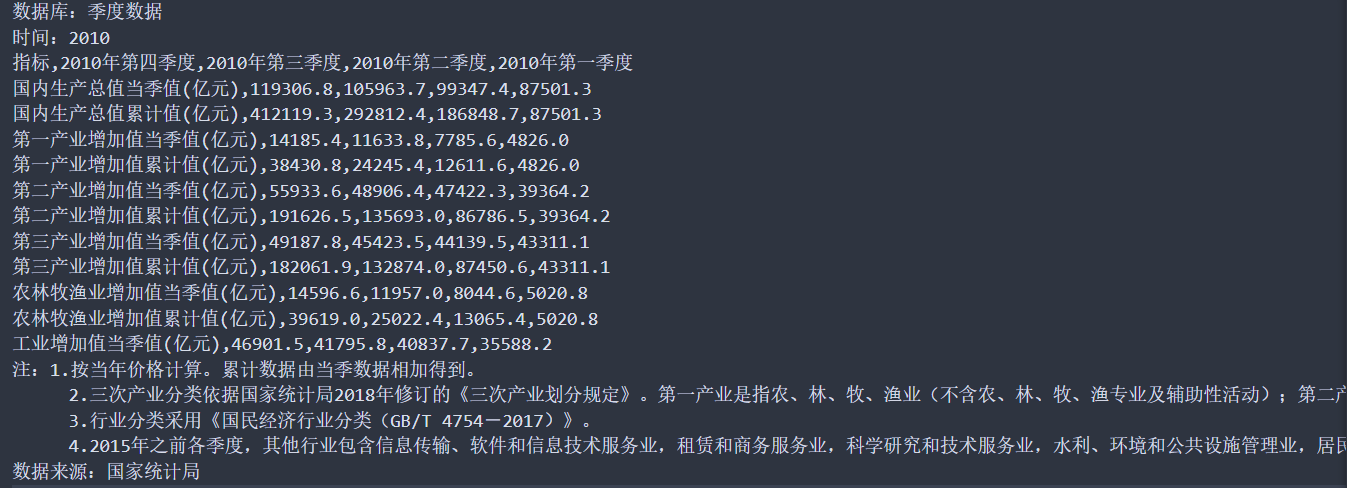 数据库：季度数据
时间：2010
指标,2010年第四季度,2010年第三季度,2010年第二季度,2010年第一季度
国内生产总值当季值(亿元),119306.8,105963.7,99347.4,87501.3
国内生产总值累计值(亿元),412119.3,292812.4,186848.7,87501.3
第一产业增加值当季值(亿元),14185.4,11633.8,7785.6,4826.0
第一产业增加值累计值(亿元),38430.8,24245.4,12611.6,4826.0
第二产业增加值当季值(亿元),55933.6,48906.4,47422.3,39364.2
第二产业增加值累计值(亿元),191626.5,135693.0,86786.5,39364.2
第三产业增加值当季值(亿元),49187.8,45423.5,44139.5,43311.1
第三产业增加值累计值(亿元),182061.9,132874.0,87450.6,43311.1
农林牧渔业增加值当季值(亿元),14596.6,11957.0,8044.6,5020.8
农林牧渔业增加值累计值(亿元),39619.0,25022.4,13065.4,5020.8
工业增加值当季值(亿元),46901.5,41795.8,40837.7,35588.2
注：1.按当年价格计算。累计数据由当季数据相加得到。
2.三次产业分类依据国家统计局2018年修订的《三次产业划分规定》。第一产业是指农、林、牧、渔业（不含农、林、牧、渔专业及辅助性活动）；第二产
3.行业分类采用《国民经济行业分类（GB/T 4754－2017）》。
4.2015年之前各季度，其他行业包含信息传输、软件和信息技术服务业，租赁和商务服务业，科学研究和技术服务业，水利、环境和公共设施管理业，居民
数据来源：国家统计局